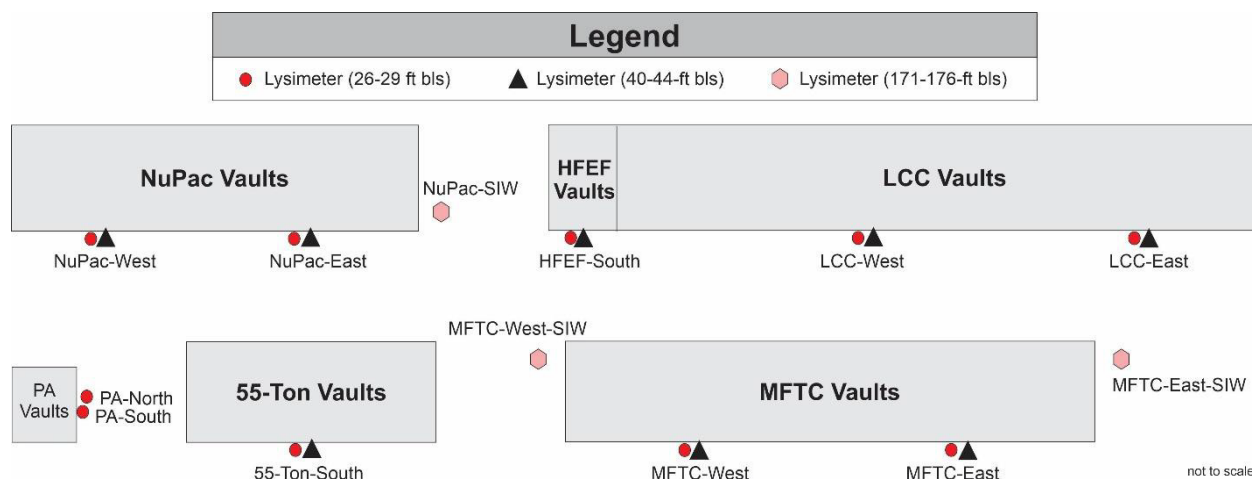 Legend
Lysimeter (26-29 ft bls) Lysimeter (40-44-ft bls) Lysimeter (171-176-ft bls)
NuPac Vaults
NuPac-SIW
HFEF
Vaults
LCC Vaults
NuPac-West
NuPac-East
HFEF-South
LCC-West
LCC-East
MFTC-West-SIW
PA
Vaults
PA-North
PA-South
55-Ton Vaults
MFTC Vaults
MFTC-East-SIW
55-Ton-South
MFTC-West
MFTC-East
not to scale